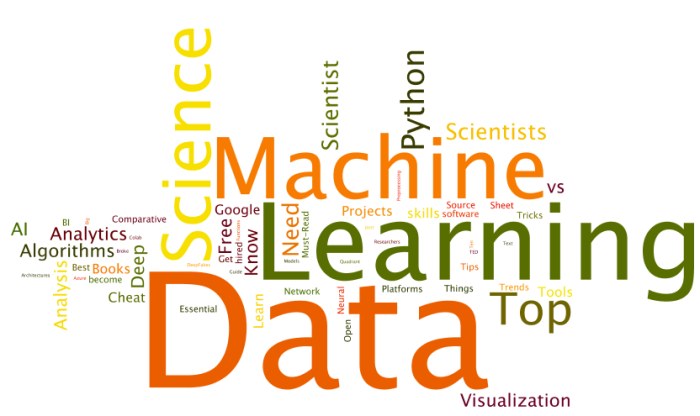 Science
Scientist
Python
Scientists
Machine
Preprocessing
vs
Learning
Google
Free
hired
Get
Know
Need
Must-Read
Projects
skills
Source
software
Sheet
Tricks
AI
BI
Comparative
Analytics
Colab
Algorithms
Deep
Architectures
Analysis
Best
Books
become
Cheat
Guide
Models
Quadrant
Researchers
Text
Tips
Data
Essential
Learn
Network
Neural
Open
Platforms
Things
Trends
Tools
Top
Visualization